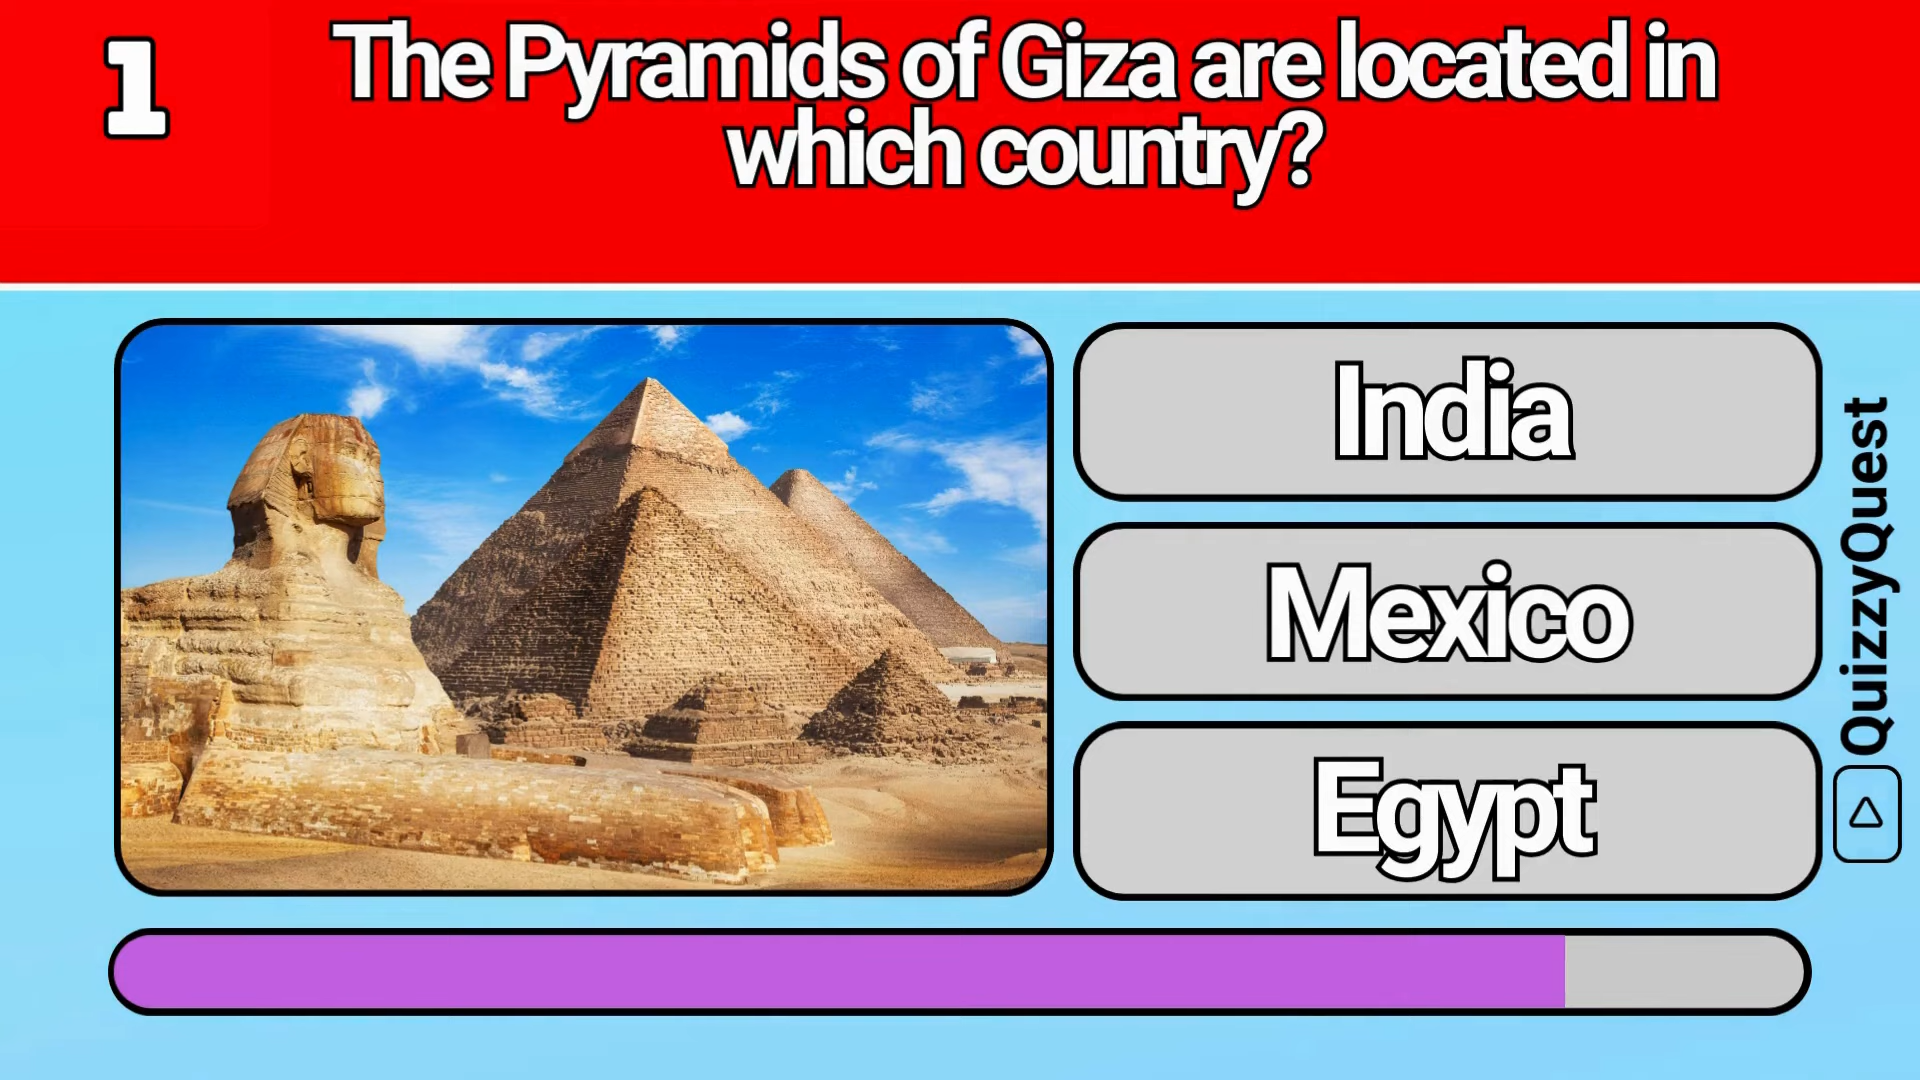 1
The Pyramids of Giza are located in
which country?
India
Mexico
Egypt
QuizzyQuest